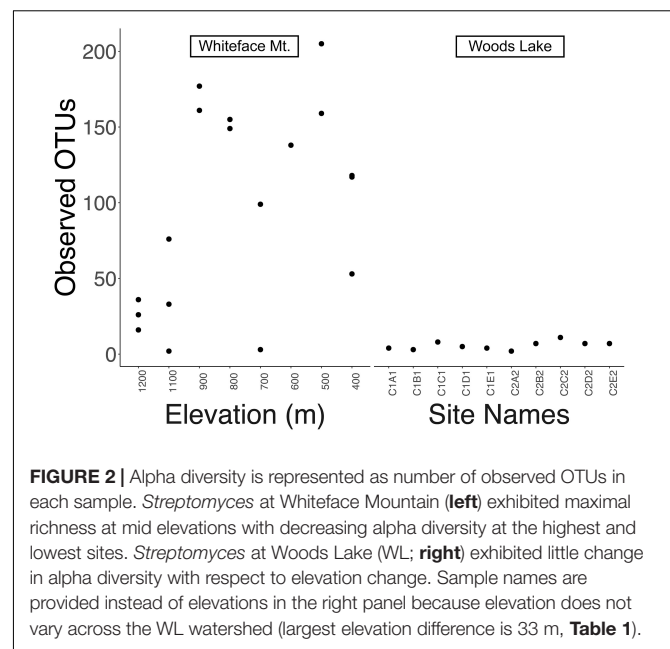 Whiteface Mt.
Woods Lake
Observed OTUs
200
150
100
50
0
1200
1100
900
800
700
600
500
400
C1A1
C1B1
C1C1
C1D1
C1E1
C2A2
C2B2
C2C2
C2D2
C2E2
Elevation (m)
Site Names
FIGURE 2 | Alpha diversity is represented as number of observed OTUs in
each sample. Streptomyces at Whiteface Mountain (left) exhibited maximal
richness at mid elevations with decreasing alpha diversity at the highest and
lowest sites. Streptomyces at Woods Lake (WL; right) exhibited little change
in alpha diversity with respect to elevation change. Sample names are
provided instead of elevations in the right panel because elevation does not
vary across the WL watershed (largest elevation difference is 33 m, Table 1).